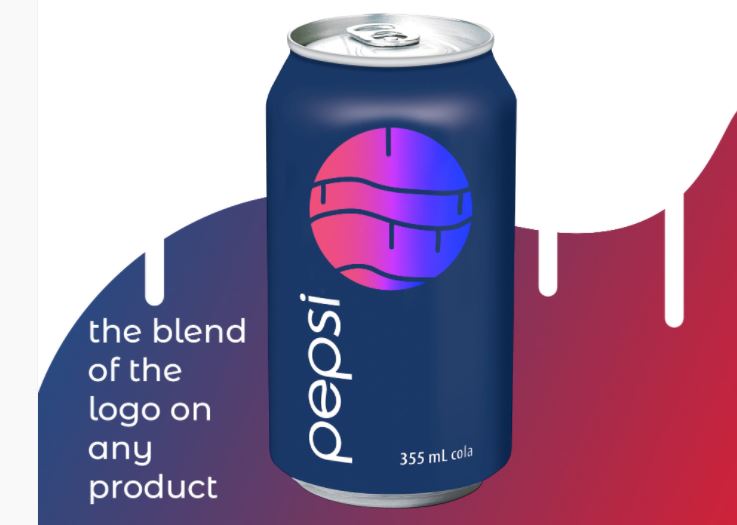 the blend
of the
logo on
any
product
pepsi
355 mL cola